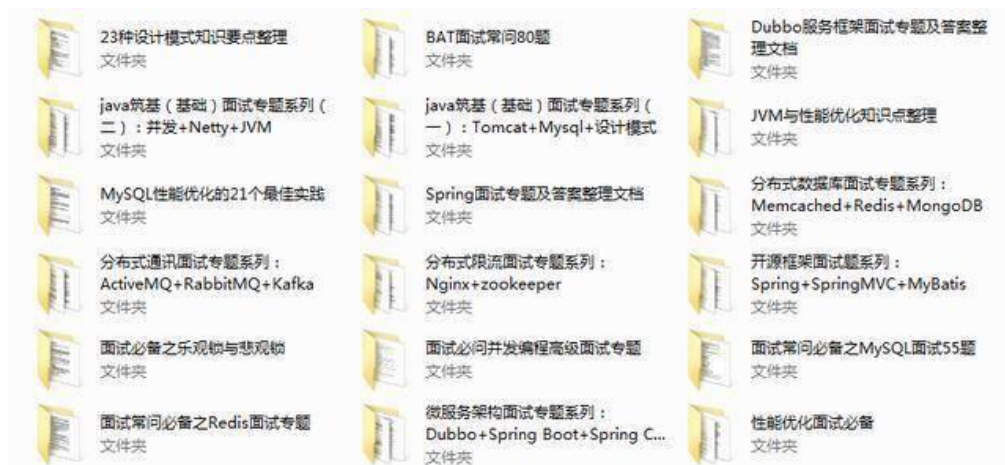 23种设计模式知识要点整理
文件夹
BAT面试常问80题
文件夹
Dubbo服务框架面试专题及答案整
理文档
文件夹
java筑基（基础）面试专题系列（
二）：并发+Netty+JVM
文件夹
java筑基（基础）面试专题系列（
一）：Tomcat+Mysql+设计模式
文件夹
JVM与性能优化知识点整理
文件夹
MySQL性能优化的21个最佳实践
文件夹
Spring面试专题及答案整理文档
文件夹
分布式数据库面试专题系列：
Memcached+Redis+MongoDB
文件夹
分布式通讯面试专题系列：
ActiveMQ+RabbitMQ+Kafka
文件夹
分布式限流面试专题系列：
Nginx+zookeeper
文件夹
开源框架面试题系列：
Spring+SpringMVC+MyBatis
文件夹
面试必备之乐观锁与悲观锁
文件夹
面试必问并发编程高级面试专题
文件夹
面试常问必备之MySQL面试55题
文件夹
面试常问必备之Redis面试专题
文件夹
微服务架构面试专题系列：
Dubbo+Spring Boot+Spring C...
文件夹
性能优化面试必备
文件夹